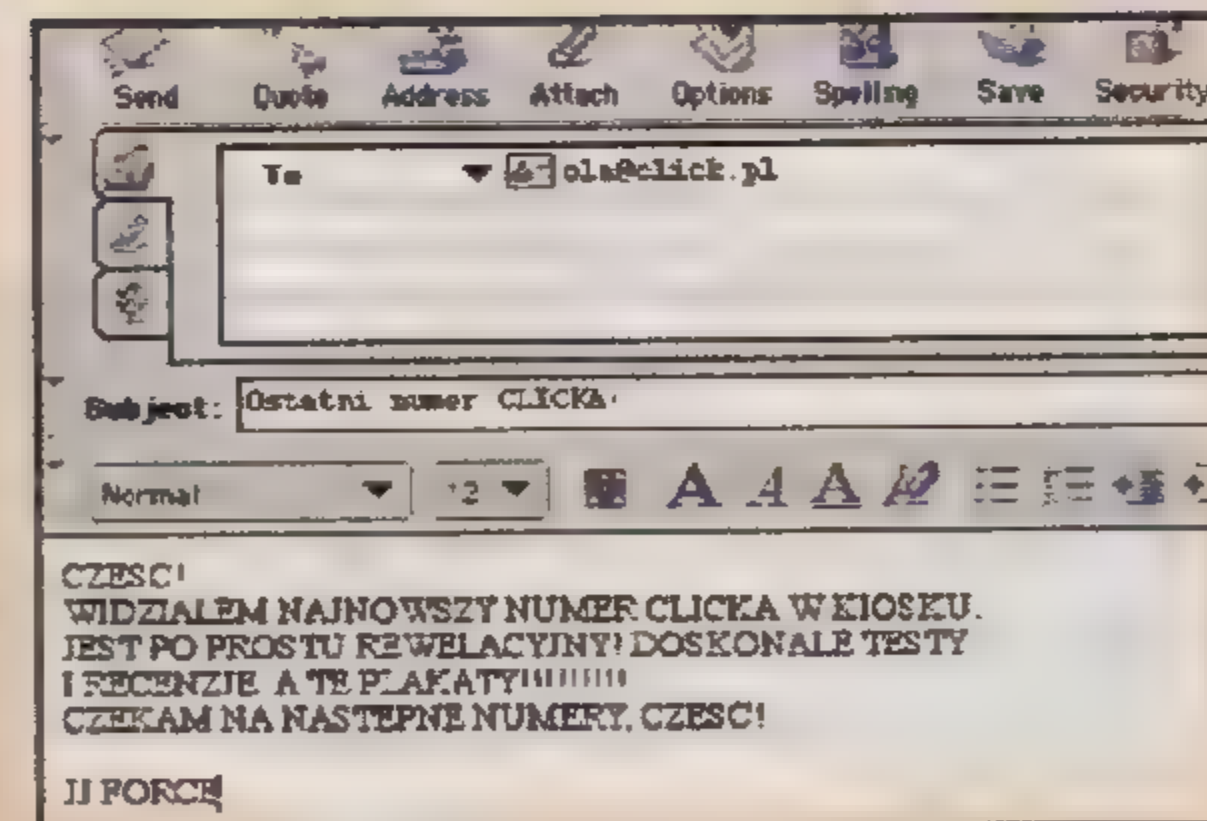 Send Quote Address Attach Options Spelling Save Security
To ola@click.pl
Subject: Ostatni numer CLICKA
Normal 12
CZESC!
WIDZIALEM NAJNOWSZY NUMER CLICKA W KIOSKU.
JEST PO PROSTU REWELACYJNY! DOSKONALE TESTY
I RECENZJE. A TE PLAKATY!!!!!!!!!!
CZEKAM NA NASTEPNE NUMERY, CZESC!
JJ FORCE